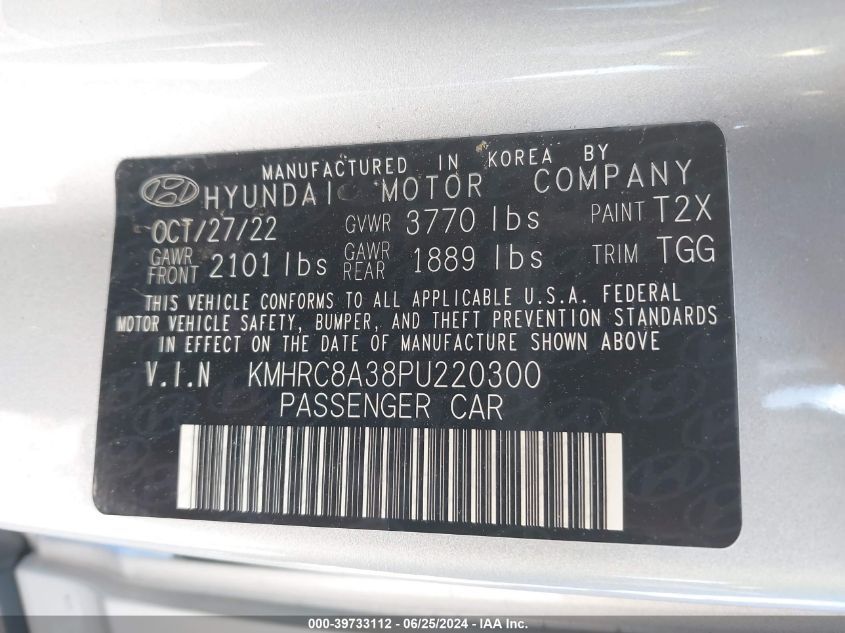 MANUFACTURED IN KOREA BY
HYUNDAI MOTOR COMPANY
OCT/27/22 GVWR 3770 lbs PAINT T2X
GAWR FRONT 2101 lbs GAWR REAR 1889 lbs TRIM TGG
THIS VEHICLE CONFORMS TO ALL APPLICABLE U.S.A. FEDERAL
MOTOR VEHICLE SAFETY, BUMPER, AND THEFT PREVENTION STANDARDS
IN EFFECT ON THE DATE OF MANUFACTURE SHOWN ABOVE
V.I.N KMHRC8A38PU220300
PASSENGER CAR
000-39733112 - 06/25/2024 - IAA